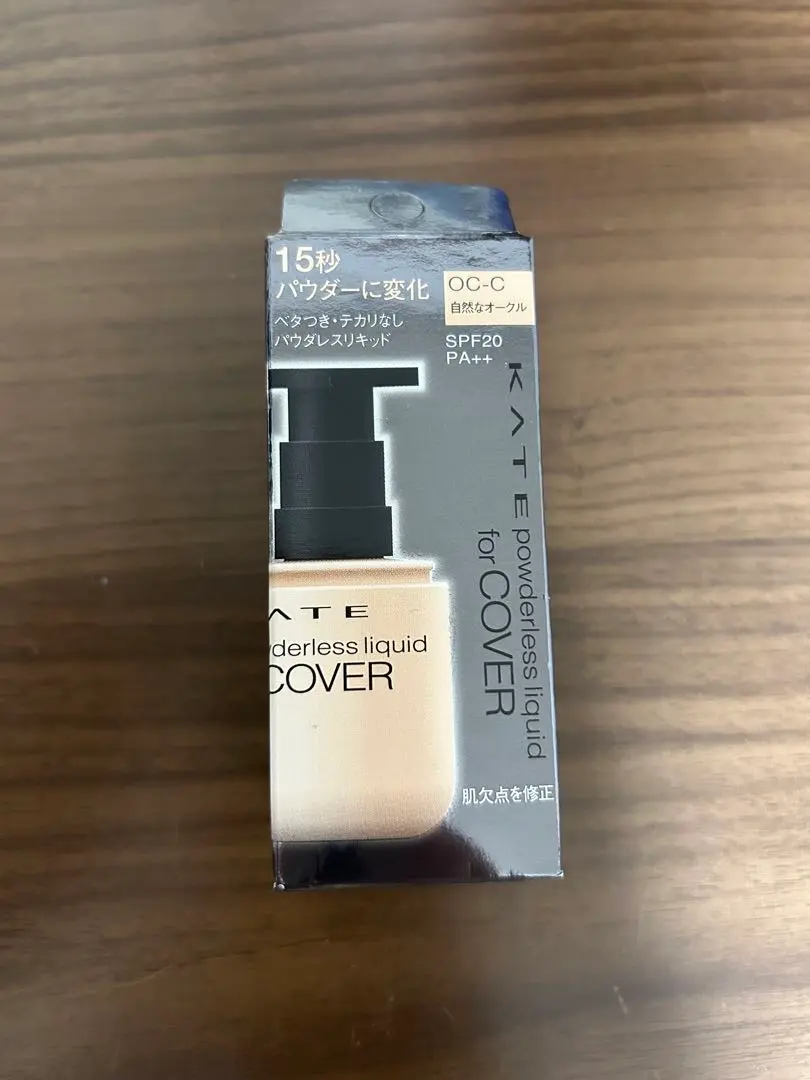 15秒
パウダーに変化
ベタつき・テカリなし
パウダレスリキッド
OC-C
自然なオークル
SPF20
PA++
KATE powderless liquid
for COVER
ATE
wderless liquid
COVER
肌欠点を修正